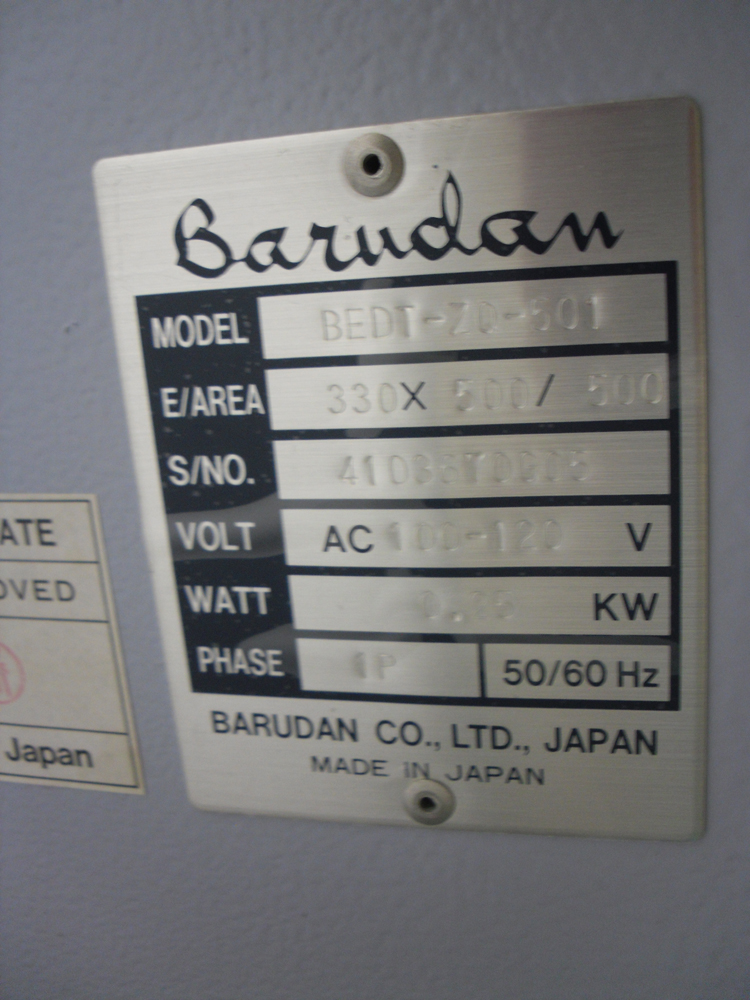 Barudan
MODEL BEDT-ZQ-601
E/AREA 330X 500/ 500
S/NO.
VOLT AC 100-120 V
WATT KW
PHASE 1P 50/60 Hz
BARUDAN CO., LTD., JAPAN
MADE IN JAPAN
ATE
OVED
Japan